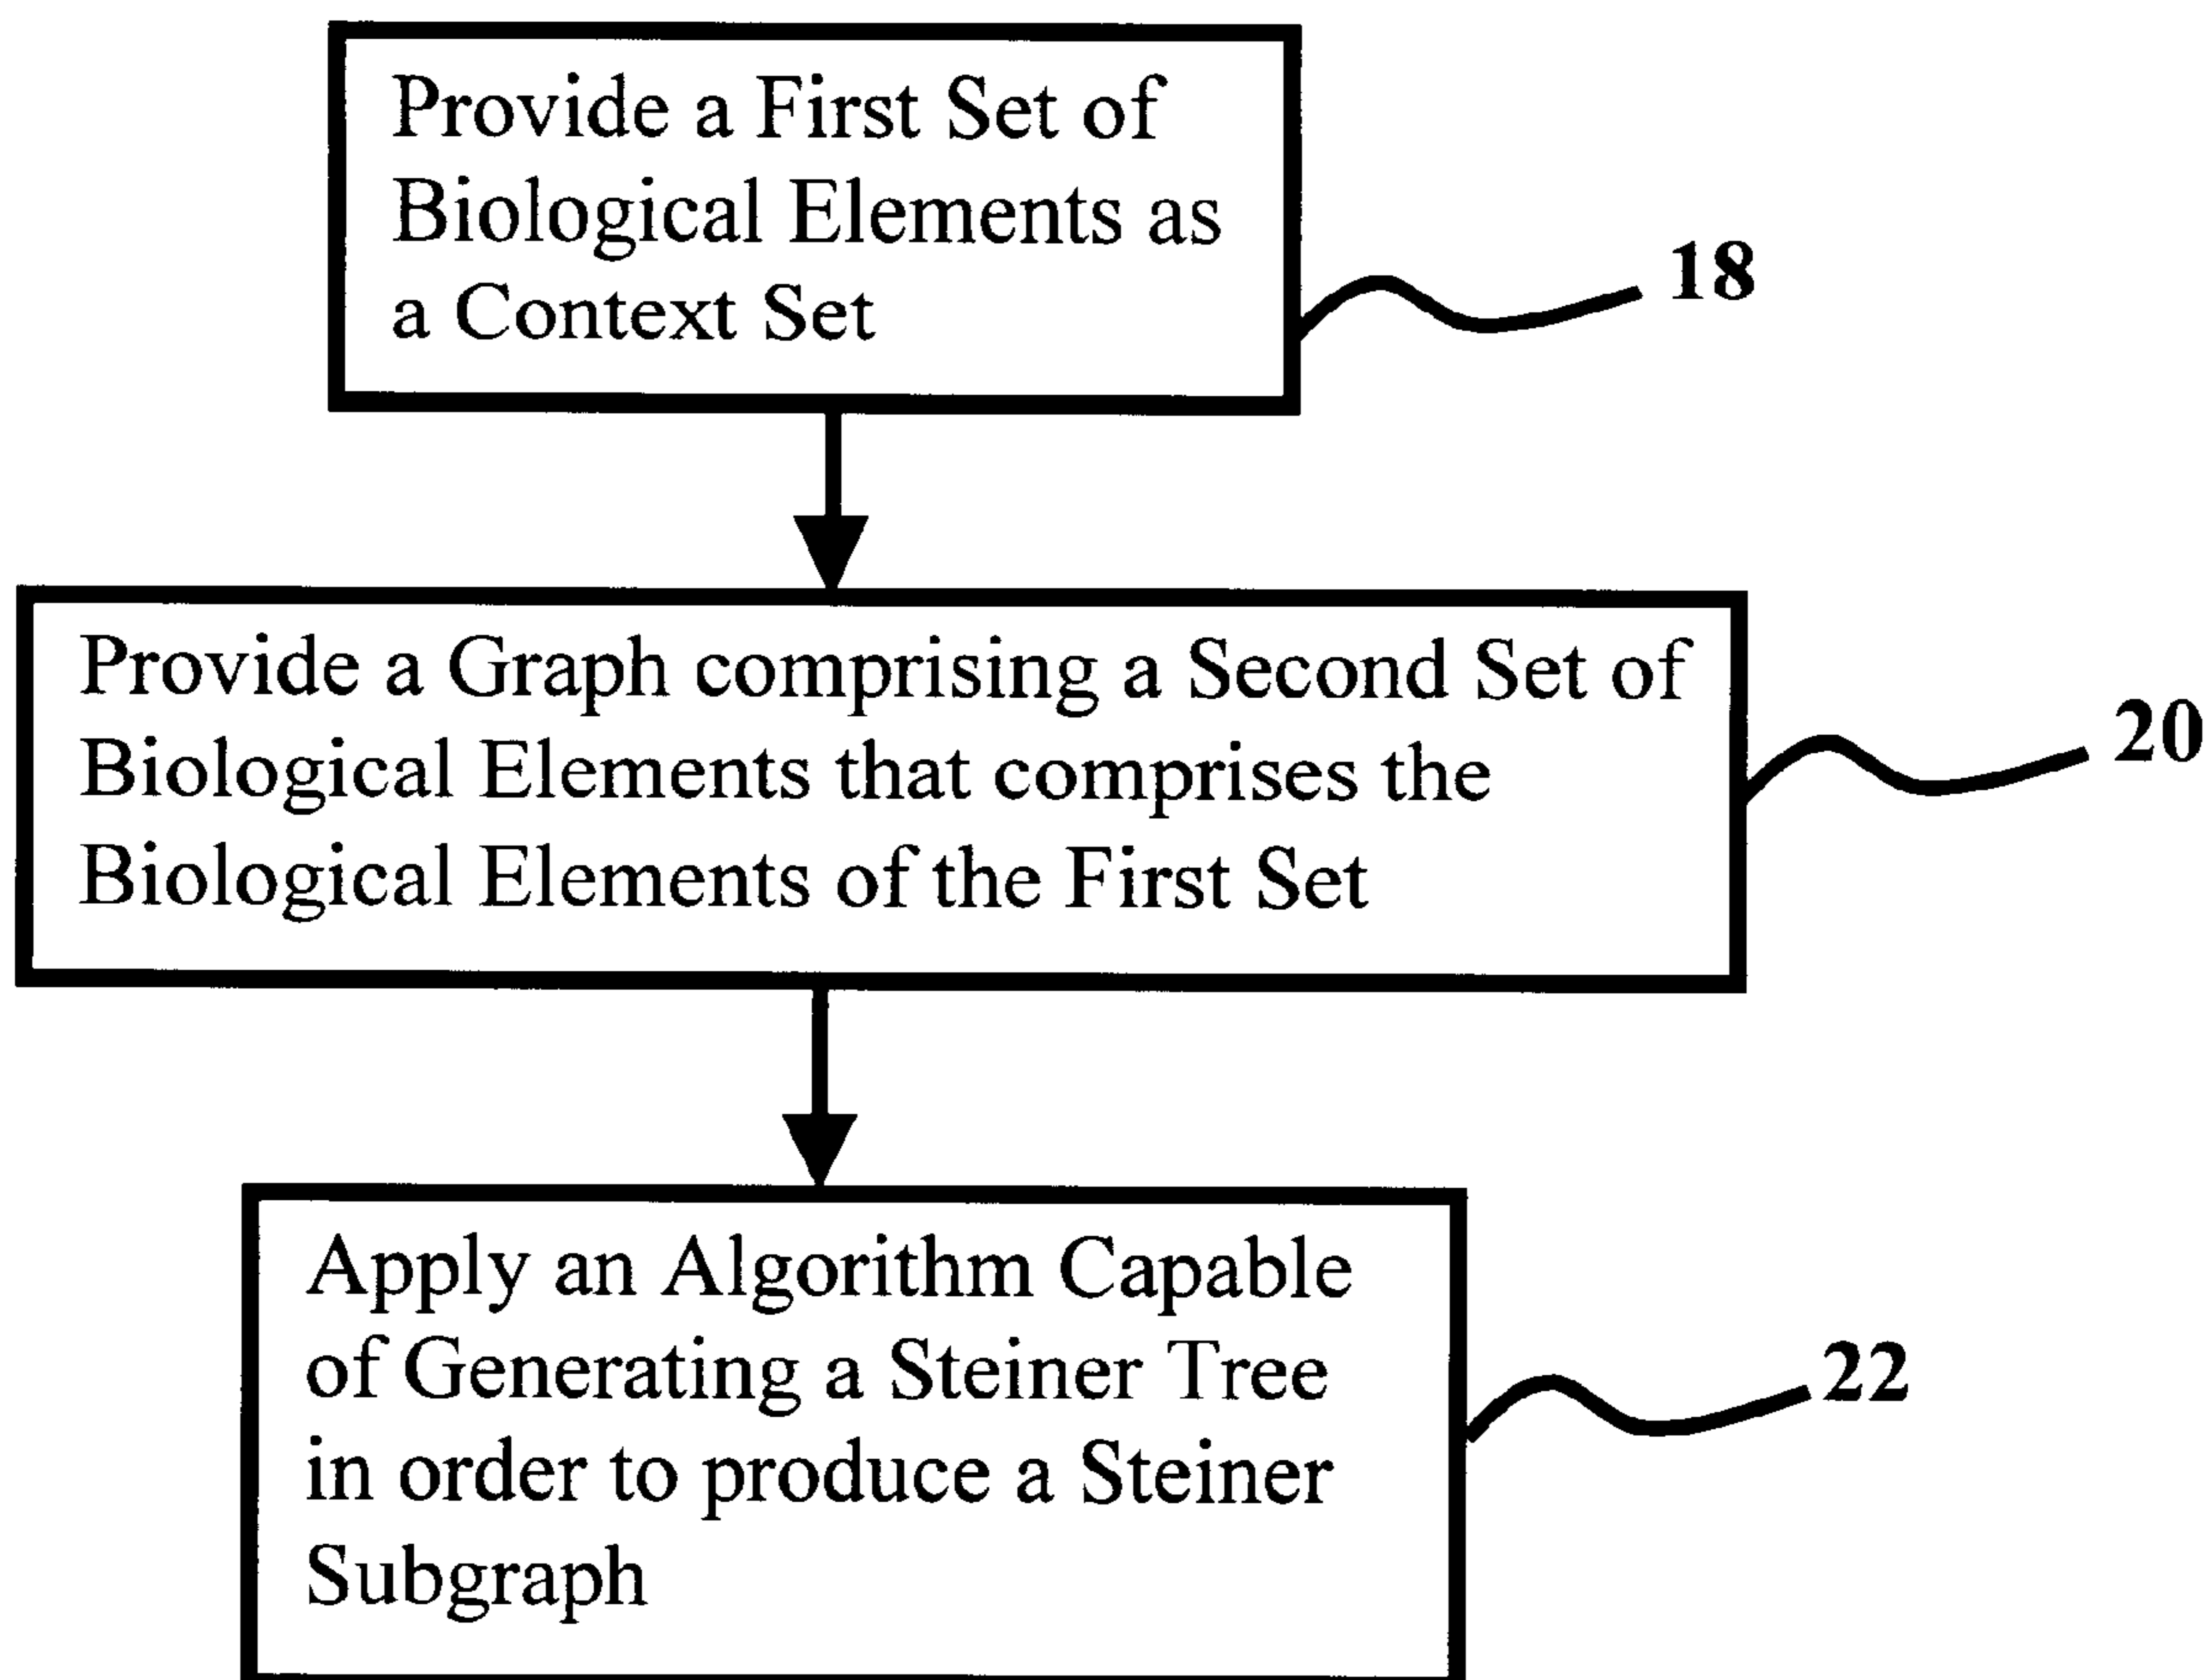 Provide a First Set of
Biological Elements as
a Context Set
18
Provide a Graph comprising a Second Set of
Biological Elements that comprises the
Biological Elements of the First Set
20
Apply an Algorithm Capable
of Generating a Steiner Tree
in order to produce a Steiner
Subgraph
22